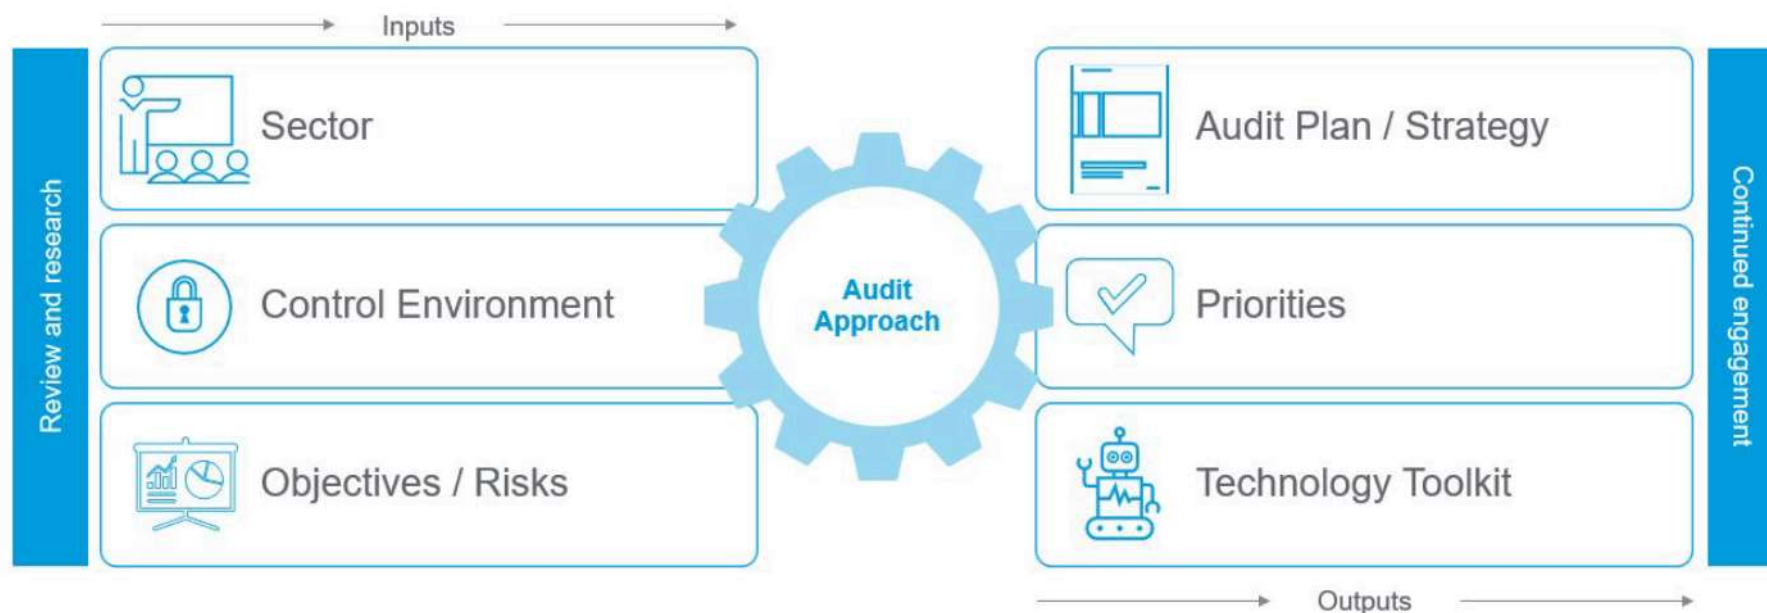 Inputs
Review and research
Sector
Control Environment
Objectives / Risks
Audit
Approach
Audit Plan / Strategy
Priorities
Technology Toolkit
Continued engagement
Outputs